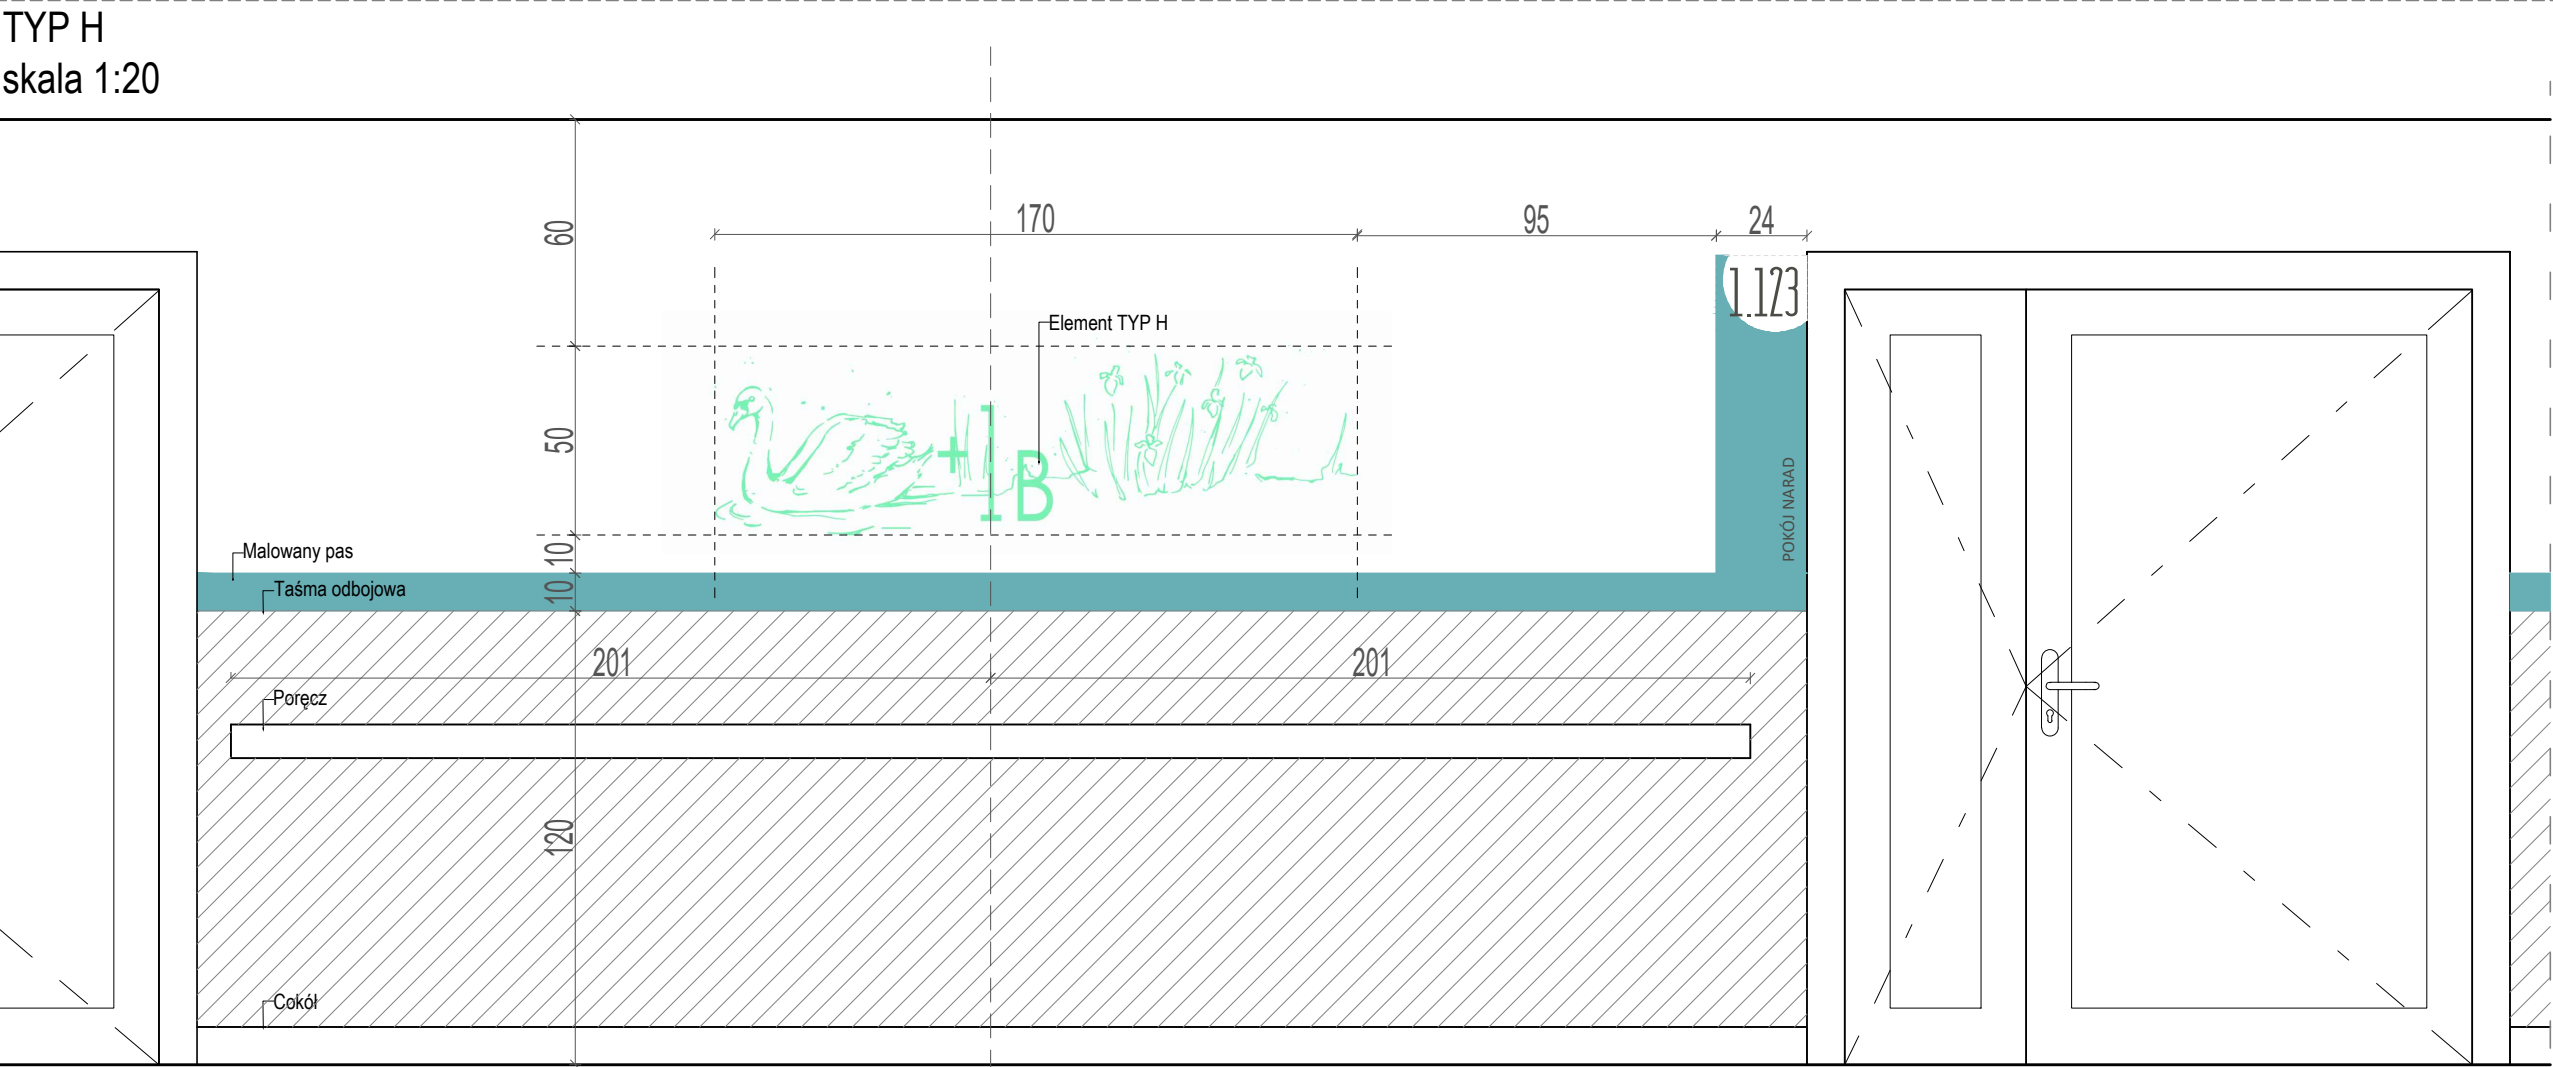 TYP H
skala 1:20
60
170
95
24
1.123
Element TYP H
50
+1B
POKÓJ NARAD
Malowany pas
10
Taśma odbojowa
10
201
201
Poręcz
120
Cokół